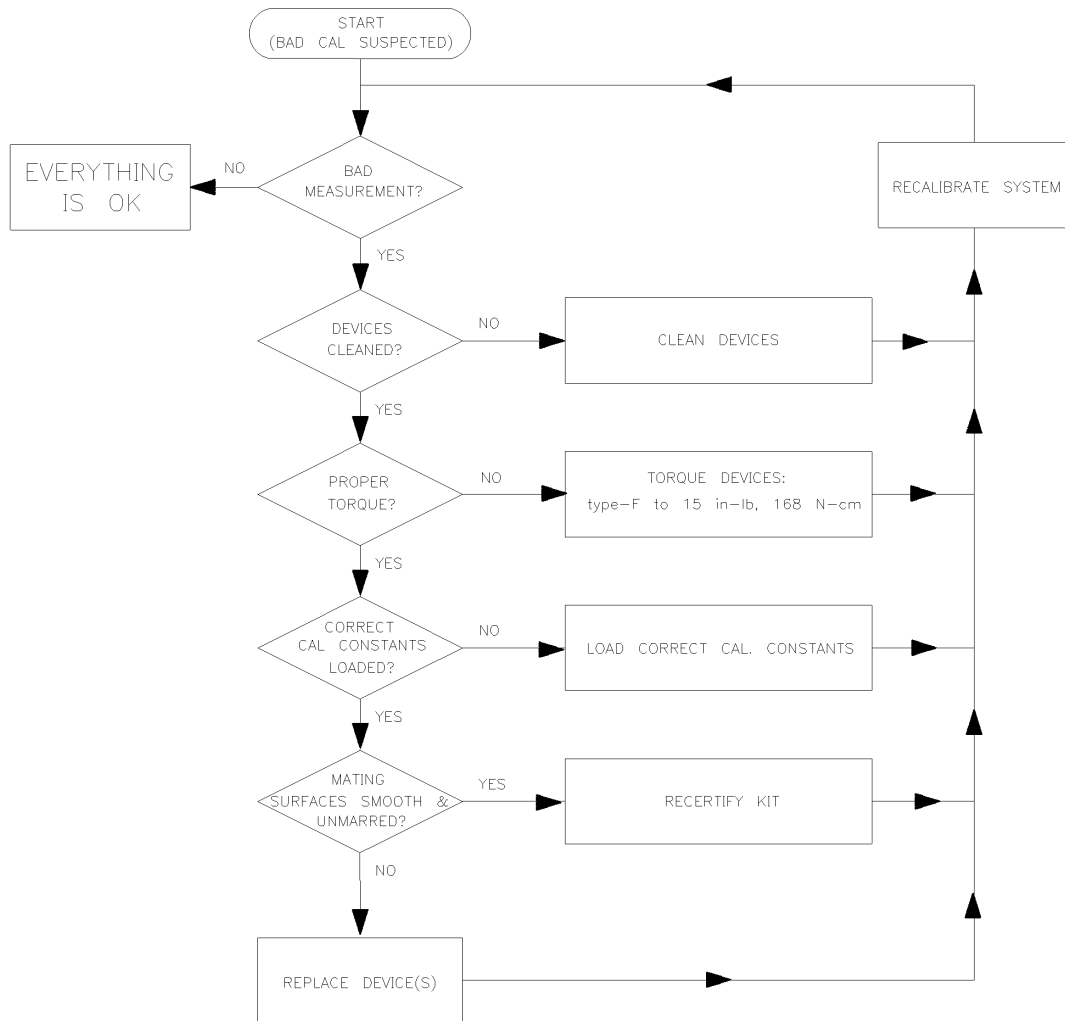 START
(BAD CAL SUSPECTED)
EVERYTHING
IS OK
NO
BAD
MEASUREMENT?
RECALIBRATE SYSTEM
YES
DEVICES
CLEANED?
NO
CLEAN DEVICES
YES
PROPER
TORQUE?
NO
TORQUE DEVICES:
type-F to 15 in-lb, 168 N-cm
YES
CORRECT
CAL CONSTANTS
LOADED?
NO
LOAD CORRECT CAL. CONSTANTS
YES
MATING
SURFACES SMOOTH &
UNMARRED?
YES
RECERTIFY KIT
NO
REPLACE DEVICE(S)